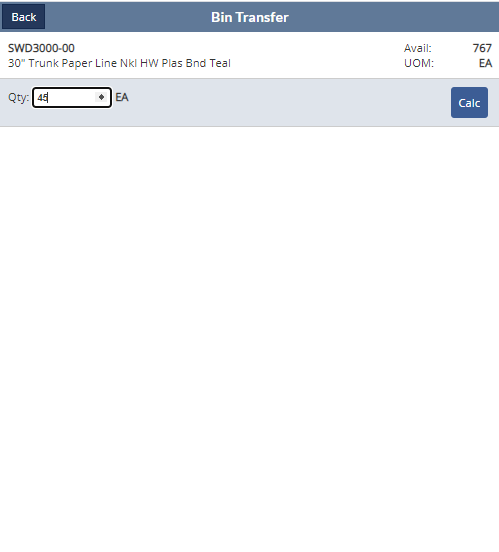 Back
Bin Transfer
SWD3000-00
Avail: 767
30" Trunk Paper Line Nkl HW Plas Bnd Teal
UOM: EA
Qty: 45 EA
Calc